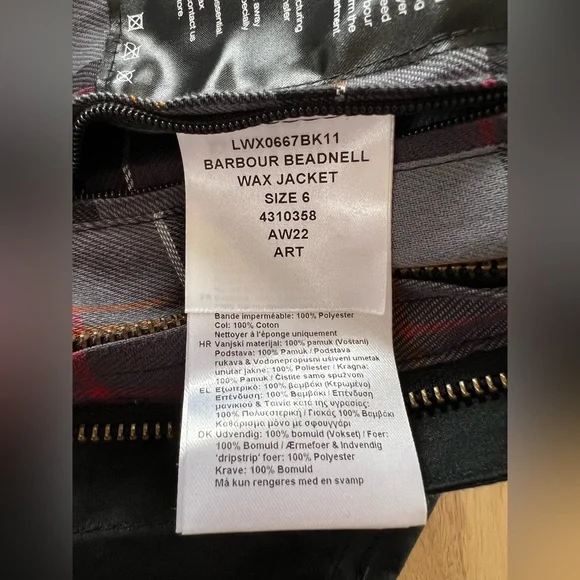 LWX0667BK11
BARBOUR BEADNELL
WAX JACKET
SIZE 6
4310358
AW22
ART
Bande imperméable: 100% Polyester
Col: 100% Coton
Nettoyer à l'éponge uniquement
HR Vanjski materijal: 100% pamuk (Voštani)
Podstava: 100% Pamuk / Podstava
rukava & Vodonepropusni ušiveni umetak
unutar jakne: 100% Poliester / Kragna:
100% Pamuk / Čistite samo spužvom
EL Εξωτερικό: 100% βαμβάκι (Κερωμένο)
Επένδυση: 100% Βαμβάκι / Επένδυση
μανικιού & Ταινία κατά της υγρασίας:
100% Πολυεστερική / Γιακάς 100% Βαμβάκι
Καθάρισμα μόνο με σφουγγάρι
DK Udvendig: 100% bomuld (Vokset) / Foer:
100% Bomuld / Ærmefoer & Indvendig
'dripstrip' foer: 100% Polyester
Krave: 100% Bomuld
Må kun rengøres med en svamp